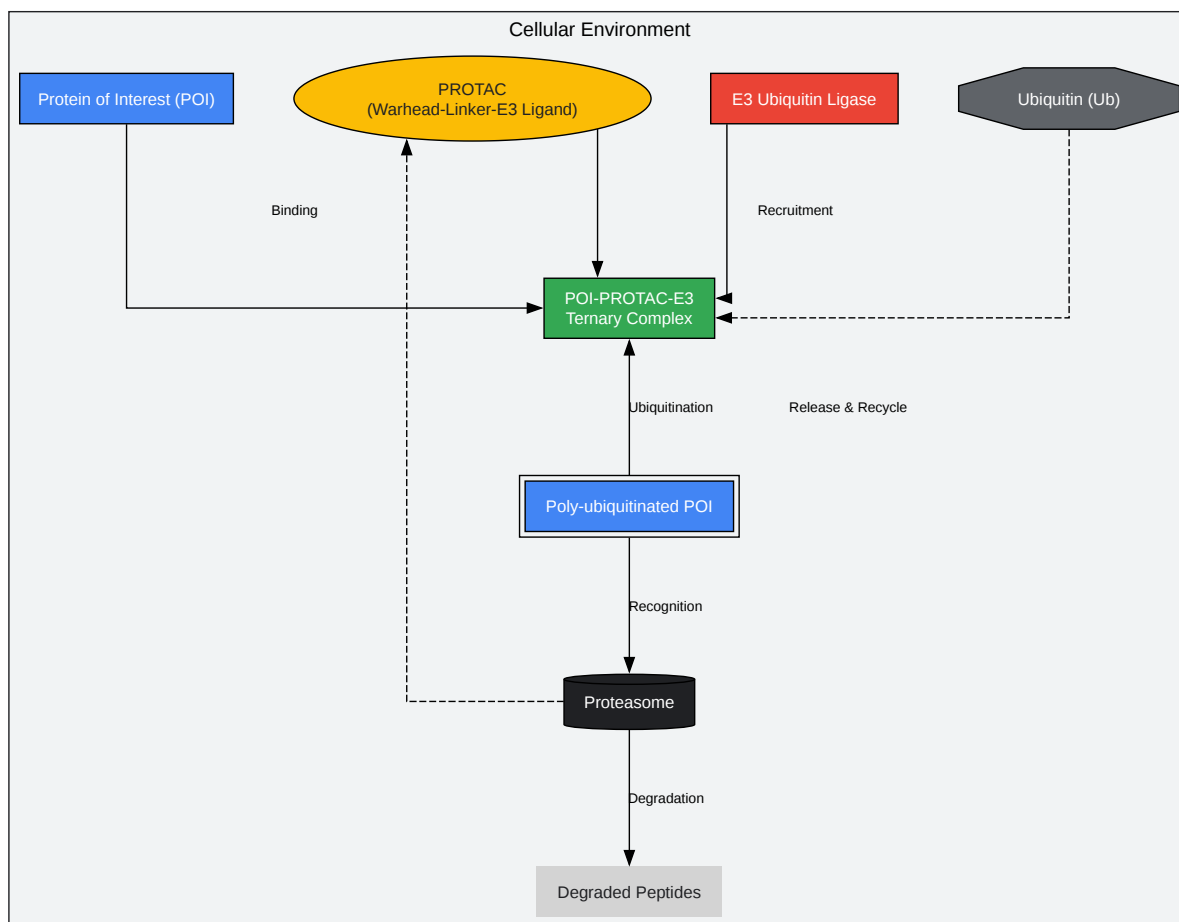 Cellular Environment
Protein of Interest (POI)
PROTAC
(Warhead-Linker-E3 Ligand)
E3 Ubiquitin Ligase
Ubiquitin (Ub)
Binding
Recruitment
POI-PROTAC-E3
Ternary Complex
Ubiquitination
Release & Recycle
Poly-ubiquitinated POI
Recognition
Proteasome
Degradation
Degraded Peptides